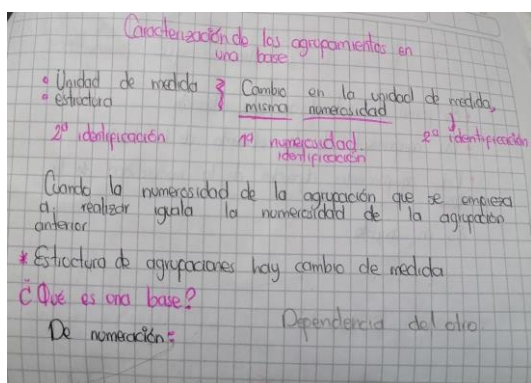 Caracterización de los agrupamientos en
una base
• Unidad de medida } Cambio en la unidad de medida,
• estructura misma numerosidad
2º identificación 1º numerosidad 2º identificación
identificación
Cuando la numerosidad de la agrupación que se empieza
a realizar iguala la numerosidad de la agrupación
anterior
* Estructura de agrupaciones hay cambio de medida
¿Qué es una base?
De numeración: Dependencia del otro